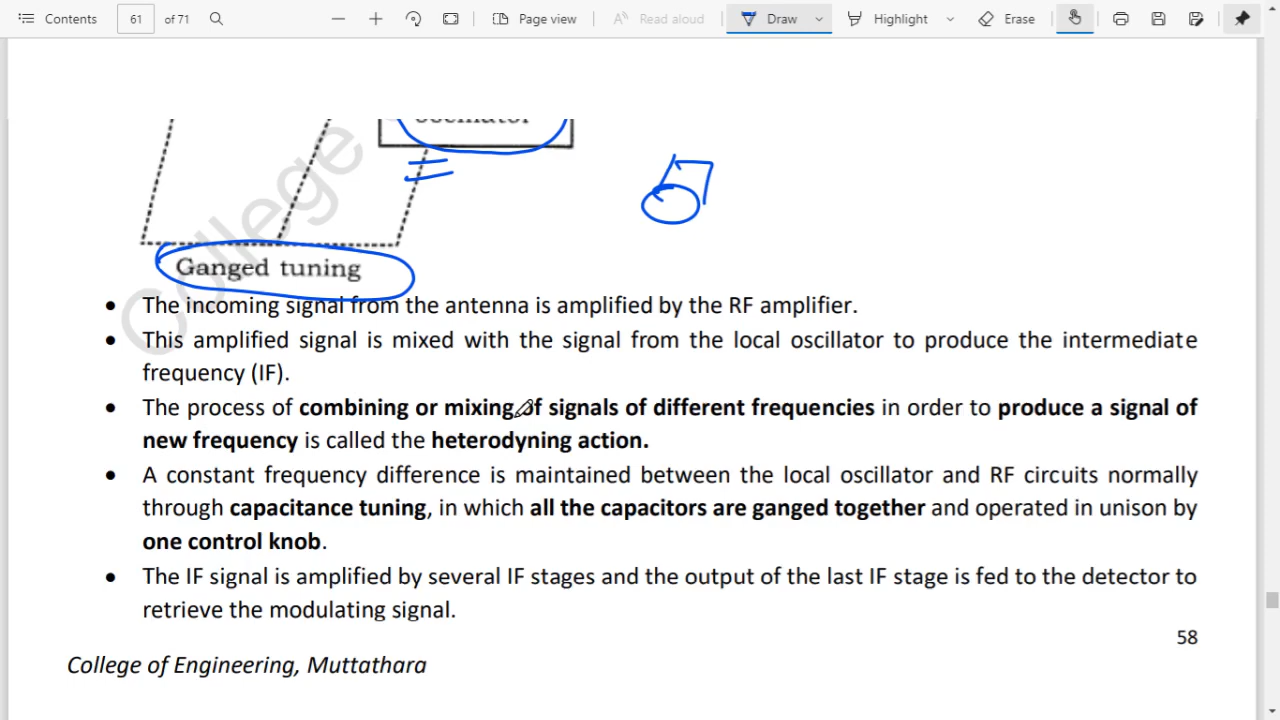 Contents 61 of 71 Page view Read aloud Draw Highlight Erase
oscillator
College
Ganged tuning
• The incoming signal from the antenna is amplified by the RF amplifier.
• This amplified signal is mixed with the signal from the local oscillator to produce the intermediate
frequency (IF).
• The process of combining or mixing of signals of different frequencies in order to produce a signal of
new frequency is called the heterodyning action.
• A constant frequency difference is maintained between the local oscillator and RF circuits normally
through capacitance tuning, in which all the capacitors are ganged together and operated in unison by
one control knob.
• The IF signal is amplified by several IF stages and the output of the last IF stage is fed to the detector to
retrieve the modulating signal.
58
College of Engineering, Muttathara